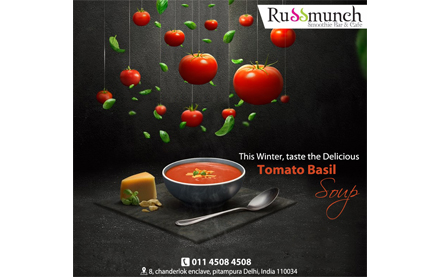 Russmunch
Smoothie Bar & Cafe
This Winter, taste the Delicious
Tomato Basil
Soup
011 4508 4508
8, chanderlok enclave, pitampura Delhi, India 110034